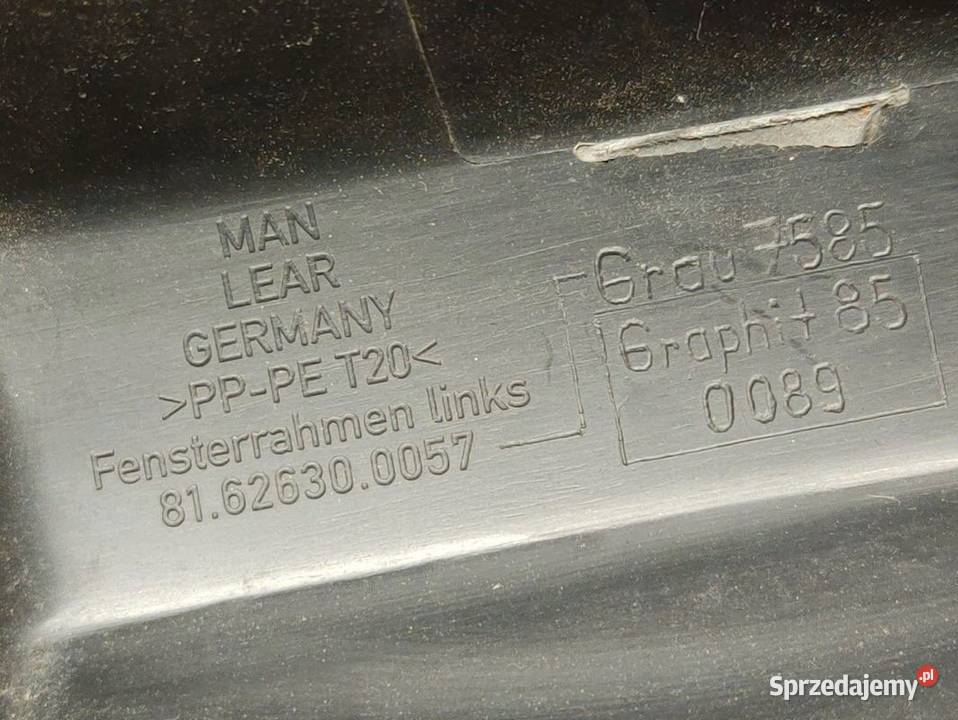 MAN
LEAR
GERMANY
>PP-PE T20<
Fensterrahmen links
81.62630.0057
Grau 7585
Graphit 85
0089
Sprzedajemy.pl